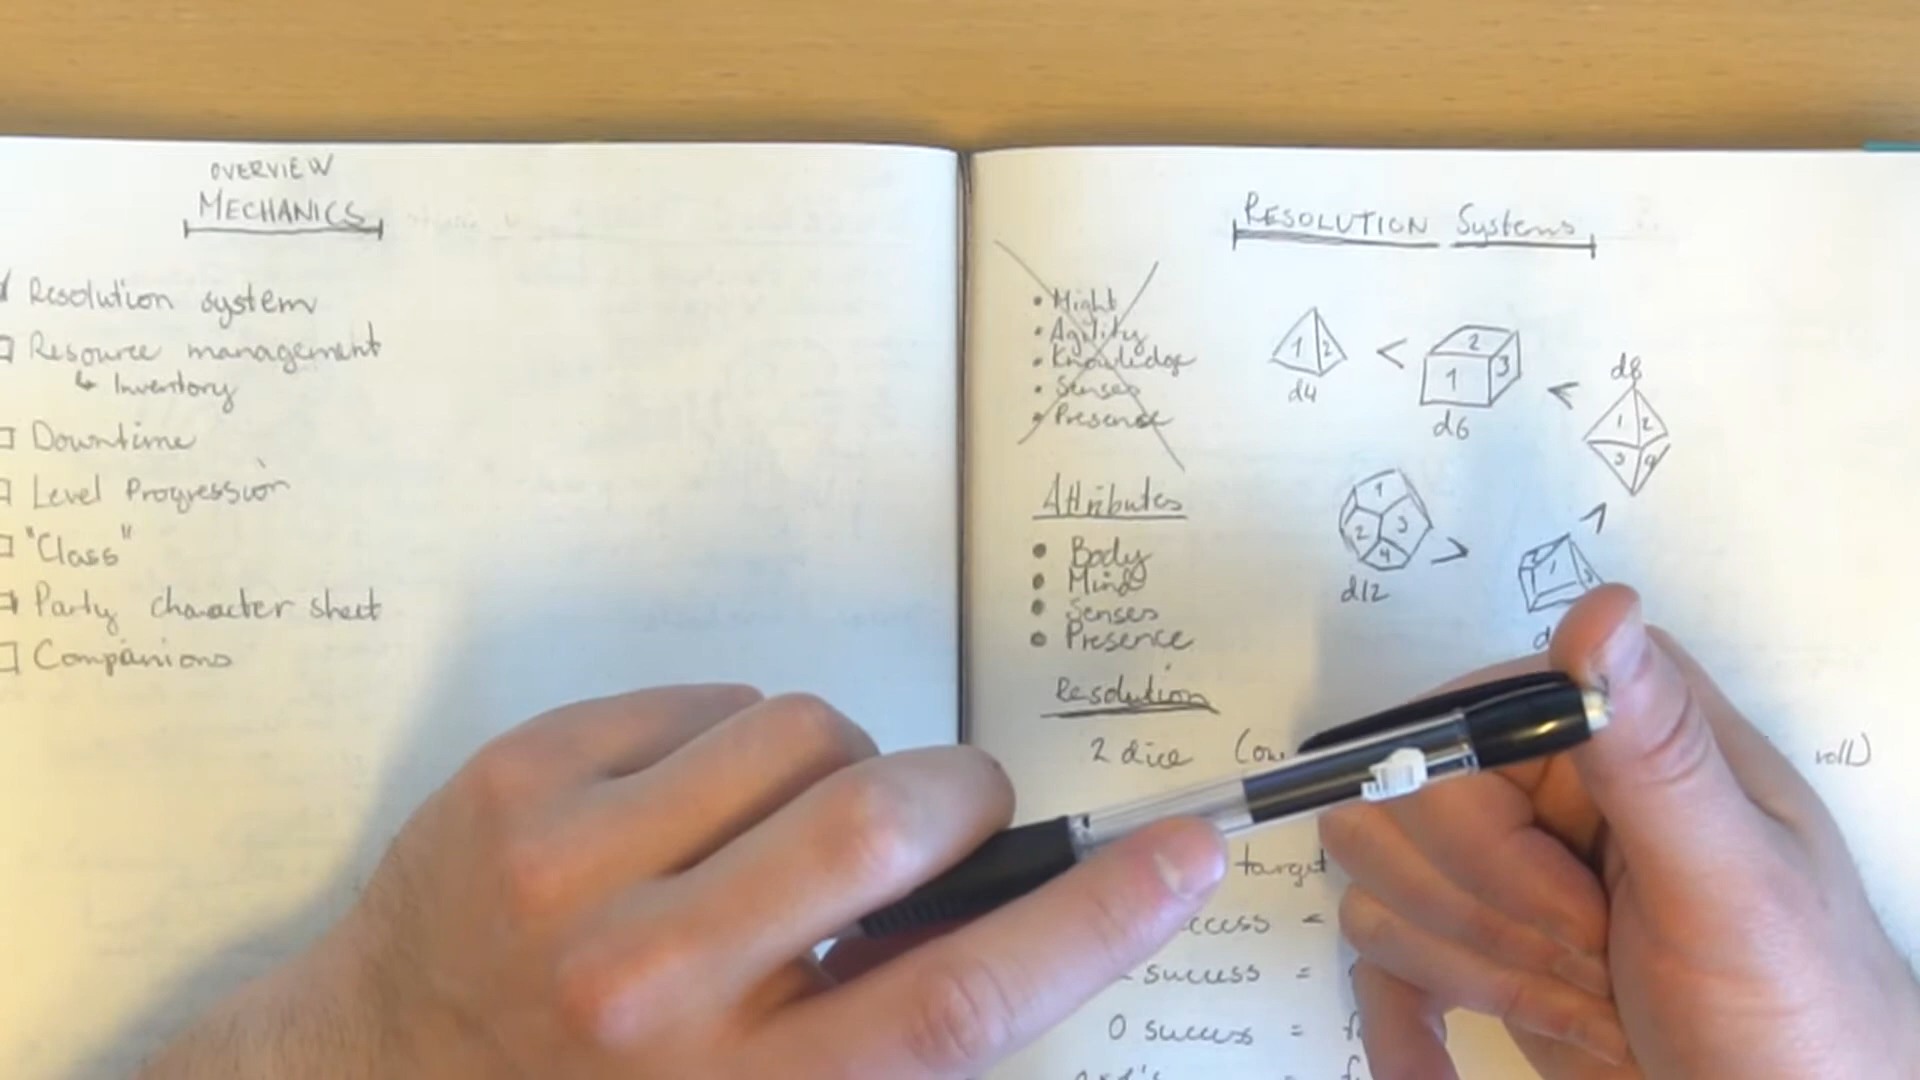 OVERVIEW
MECHANICS
Resolution system
Resource management
↳ Inventory
Downtime
Level Progression
"Class"
Party character sheet
Companions
RESOLUTION Systems
• Might
• Agility
• Knowledge
• Senses
• Presence
1 2
d4
<
2
1 3
d6
<
d8
1 2
3 4
1
2 3
4
d12
>
1
Attributes
• Body
• Mind
• Senses
• Presence
Resolution
2 dice roll)
target
success =
0 success =